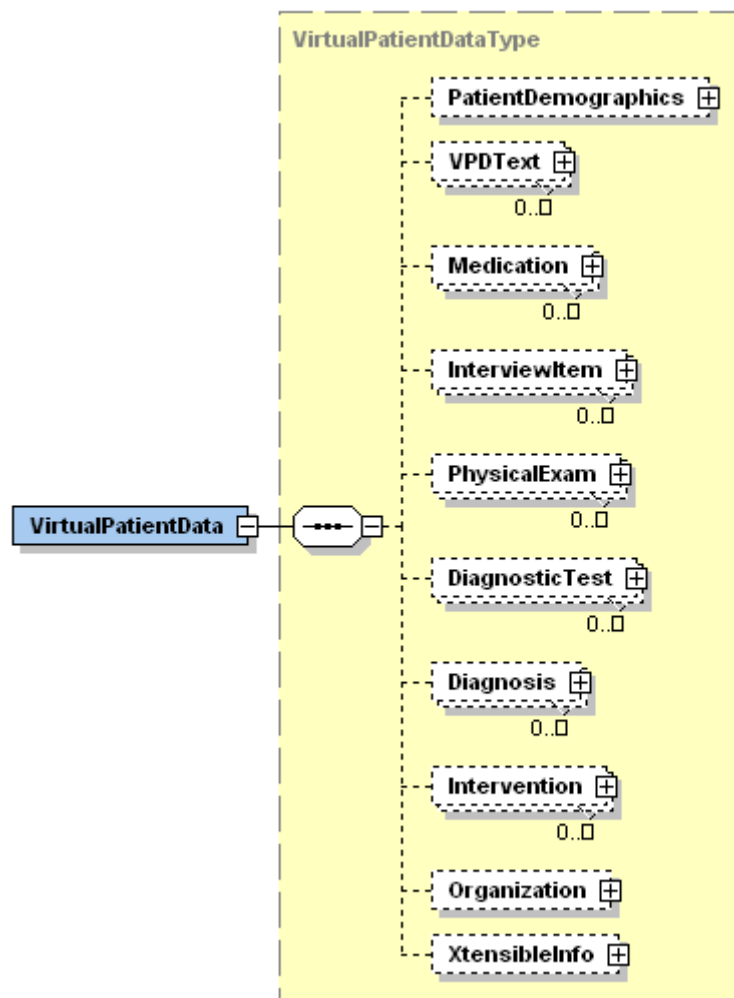 VirtualPatientDataType
PatientDemographics
VPDText
0..□
Medication
0..□
InterviewItem
0..□
PhysicalExam
0..□
VirtualPatientData
DiagnosticTest
0..□
Diagnosis
0..□
Intervention
0..□
Organization
XtensibleInfo